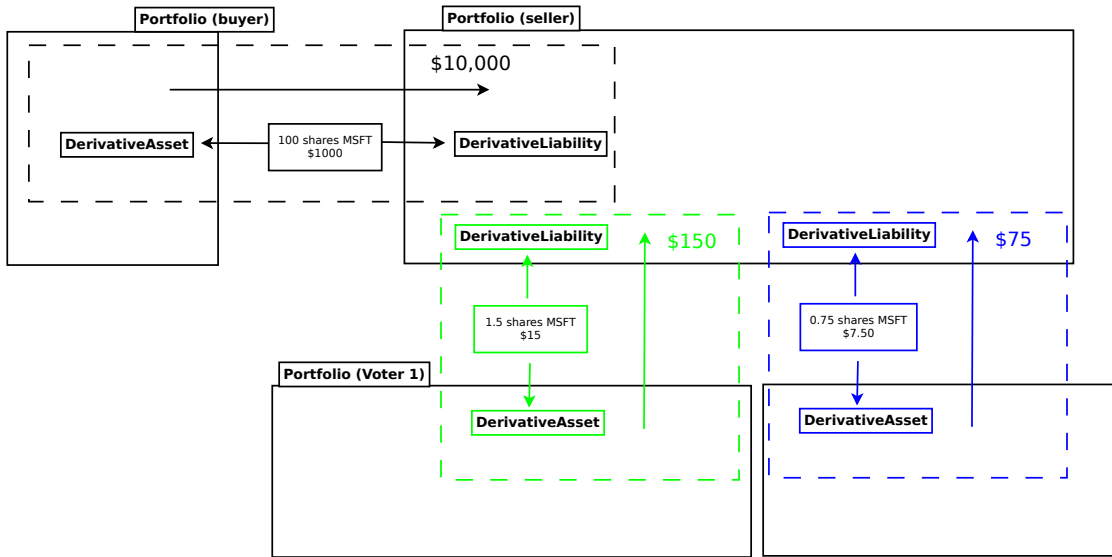 Portfolio (buyer)
Portfolio (seller)
$10,000
DerivativeAsset
100 shares MSFT
$1000
DerivativeLiability
DerivativeLiability
$150
DerivativeLiability
$75
1.5 shares MSFT
$15
0.75 shares MSFT
$7.50
Portfolio (Voter 1)
DerivativeAsset
DerivativeAsset